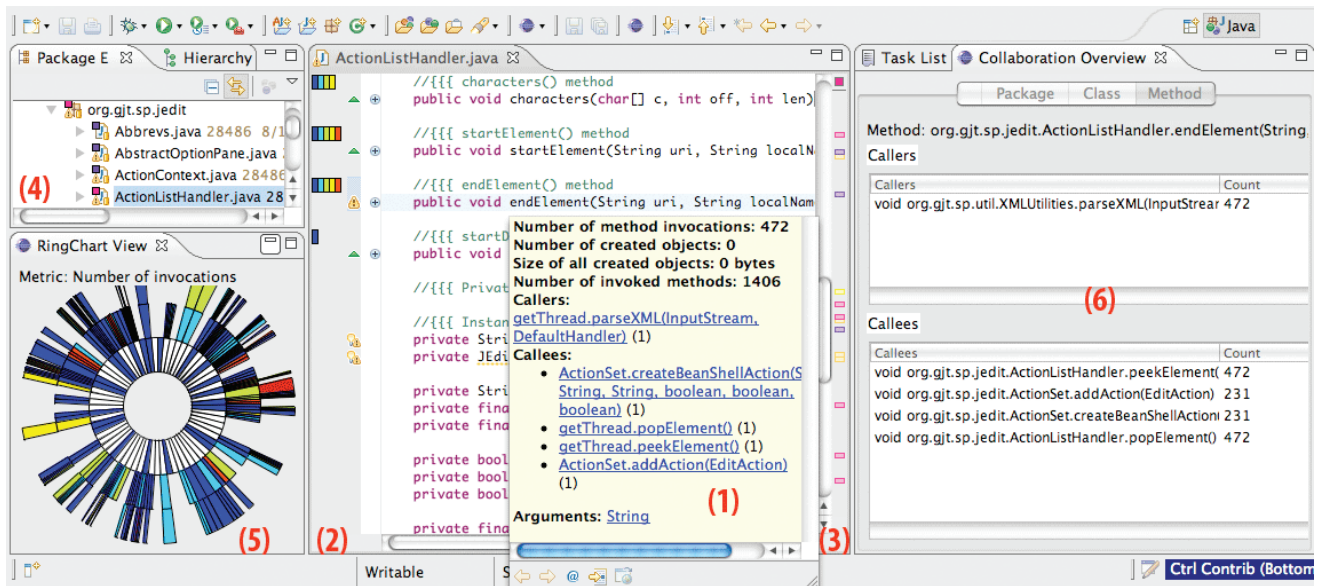 Java
Package E
Hierarchy
org.gjt.sp.jedit
Abbrevs.java 28486 8/1
AbstractOptionPane.java
ActionContext.java 28486
ActionListHandler.java 28
(4)
RingChart View
Metric: Number of invocations
(5)
ActionListHandler.java
//{{{ characters() method
public void characters(char[] c, int off, int len)
//{{{ startElement() method
public void startElement(String uri, String localN
//{{{ endElement() method
public void endElement(String uri, String localNam
//{{{ startD
public void
//{{{ Privat
//{{{ Instan
private Stri
private JEdi
private Stri
private fina
private fina
private bool
private bool
private bool
private fina
(2)
Number of method invocations: 472
Number of created objects: 0
Size of all created objects: 0 bytes
Number of invoked methods: 1406
Callers:
getThread.parseXML(InputStream,
DefaultHandler) (1)
Callees:
ActionSet.createBeanShellAction(S
String, String, boolean, boolean,
boolean) (1)
getThread.popElement() (1)
getThread.peekElement() (1)
ActionSet.addAction(EditAction)
(1)
Arguments: String
(1)
(3)
Task List
Collaboration Overview
Package Class Method
Method: org.gjt.sp.jedit.ActionListHandler.endElement(String.
Callers
Callers Count
void org.gjt.sp.util.XMLUtilities.parseXML(InputStrear 472
(6)
Callees
Callees Count
void org.gjt.sp.jedit.ActionListHandler.peekElement( 472
void org.gjt.sp.jedit.ActionSet.addAction(EditAction) 231
void org.gjt.sp.jedit.ActionSet.createBeanShellAction( 231
void org.gjt.sp.jedit.ActionListHandler.popElement() 472
Writable
S
@
Ctrl Contrib (Bottom